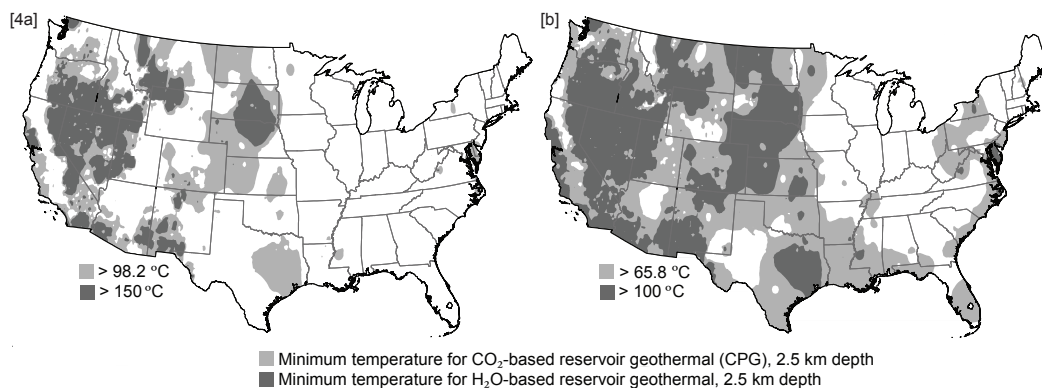 [4a]
[b]
> 98.2 °C
> 150 °C
> 65.8 °C
> 100 °C
Minimum temperature for CO₂-based reservoir geothermal (CPG), 2.5 km depth
Minimum temperature for H₂O-based reservoir geothermal, 2.5 km depth